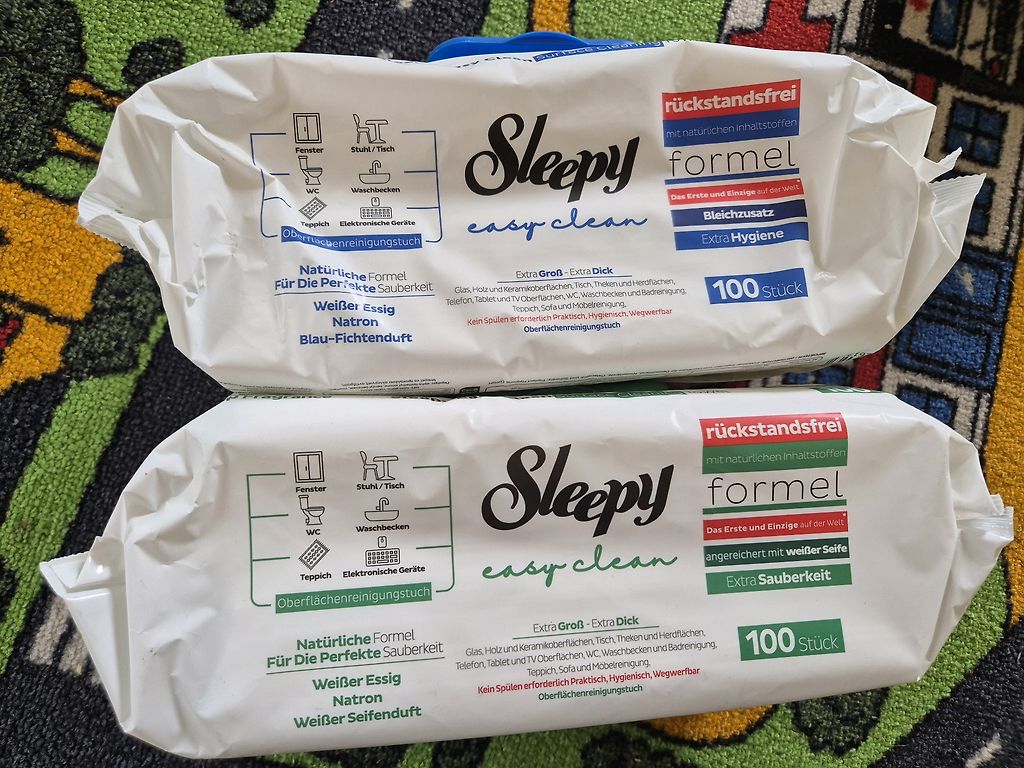 Surface Cleaning
rückstandsfrei
mit natürlichen Inhaltstoffen
formel
Das Erste und Einzige auf der Welt*
Bleichzusatz
Extra Hygiene
100 Stück
Sleepy
easy clean
Fenster
Stuhl / Tisch
WC
Waschbecken
Teppich
Elektronische Geräte
Oberflächenreinigungstuch
Natürliche Formel
Für Die Perfekte Sauberkeit
Weißer Essig
Natron
Blau-Fichtenduft
Extra Groß - Extra Dick
Glas, Holz und Keramikoberflächen, Tisch, Theken und Herdflächen,
Telefon, Tablet und TV Oberflächen, WC, Waschbecken und Badreinigung,
Teppich, Sofa und Möbelreinigung,
Kein Spülen erforderlich Praktisch, Hygienisch, Wegwerfbar
Oberflächenreinigungstuch
rückstandsfrei
mit natürlichen Inhaltstoffen
formel
Das Erste und Einzige auf der Welt*
angereichert mit weißer Seife
Extra Sauberkeit
100 Stück
Sleepy
easy clean
Fenster
Stuhl / Tisch
WC
Waschbecken
Teppich
Elektronische Geräte
Oberflächenreinigungstuch
Natürliche Formel
Für Die Perfekte Sauberkeit
Weißer Essig
Natron
Weißer Seifenduft
Extra Groß - Extra Dick
Glas, Holz und Keramikoberflächen, Tisch, Theken und Herdflächen,
Telefon, Tablet und TV Oberflächen, WC, Waschbecken und Badreinigung,
Teppich, Sofa und Möbelreinigung,
Kein Spülen erforderlich Praktisch, Hygienisch, Wegwerfbar
Oberflächenreinigungstuch